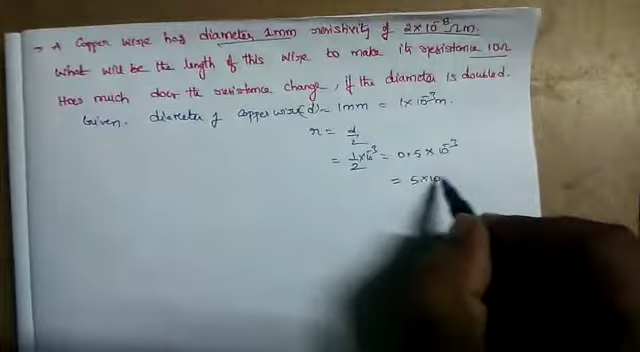 → A Copper wire has diameter 1mm resistivity of 2×10⁻⁸ Ωm.
What will be the length of this wire to make its resistance 10Ω
How much does the resistance change, if the diameter is doubled.
Given. diameter of copper wire(d) = 1mm = 1×10⁻³m.
r = d/2
= 1/2×10⁻³ = 0.5×10⁻³
= 5×10